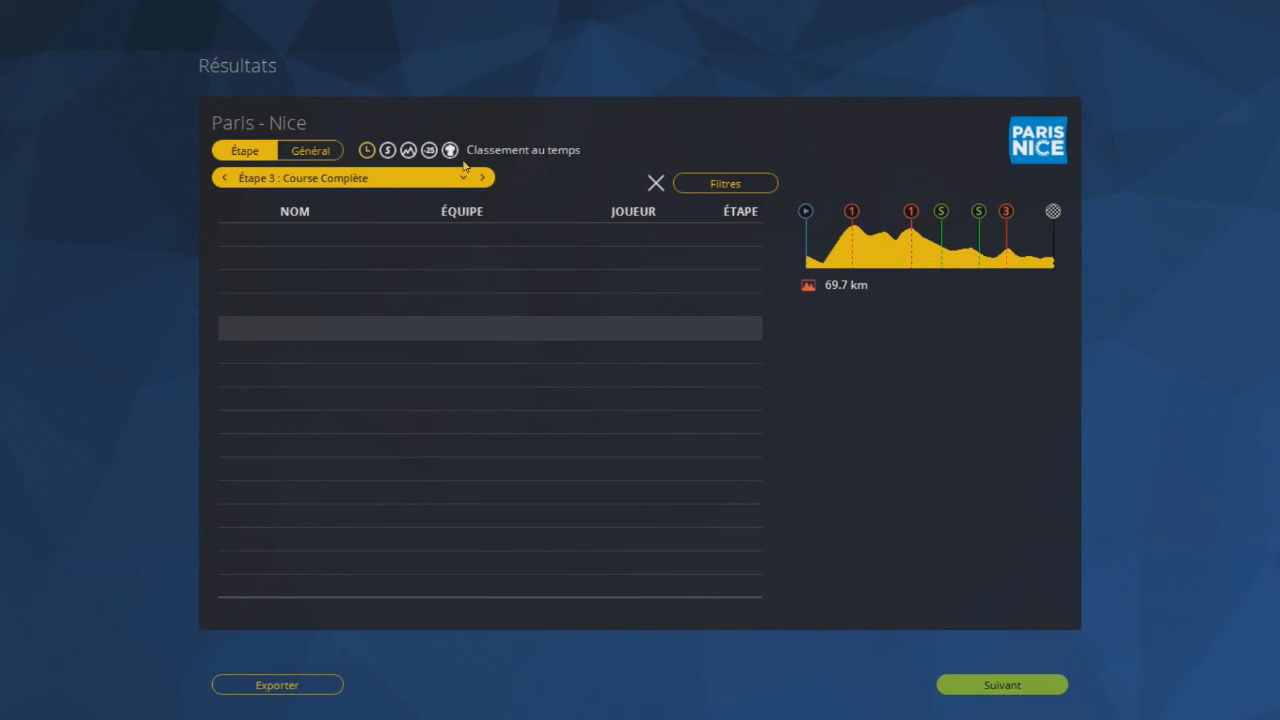 Résultats
Paris - Nice
Étape Général S -25 Classement au temps
Étape 3 : Course Complète
Filtres
NOM ÉQUIPE JOUEUR ÉTAPE
1 1 S S 3
69.7 km
PARIS
NICE
Exporter
Suivant